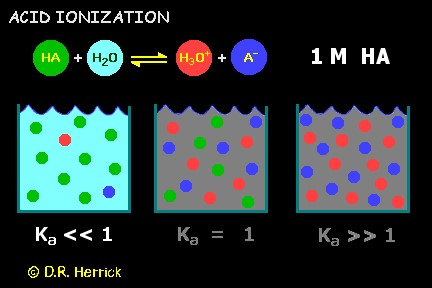 ACID IONIZATION
HA + H₂O ⇌ H₃O⁺ + A⁻ 1 M HA
Kₐ << 1 Kₐ = 1 Kₐ >> 1
© D.R. Herrick